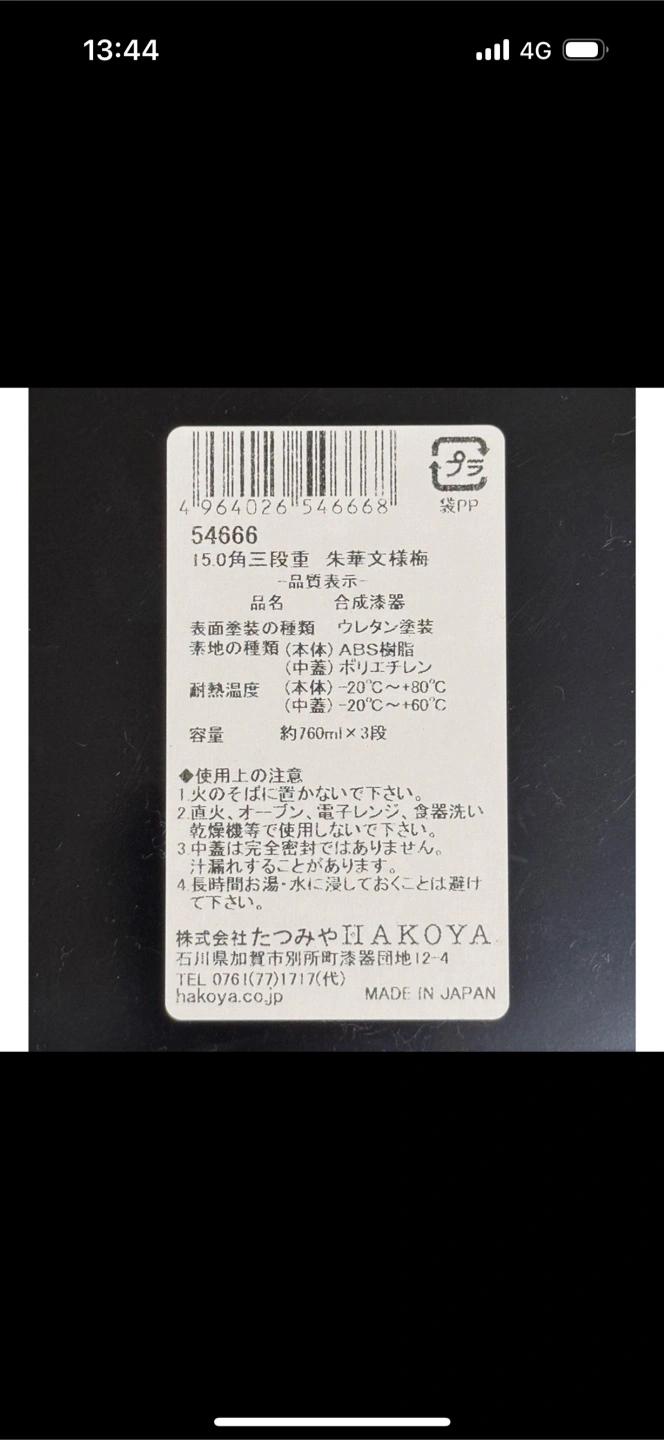 13:44 4G
プラ
袋PP
4 964026 546668
54666
15.0角三段重 朱華文様梅
-品質表示-
品名 合成漆器
表面塗装の種類 ウレタン塗装
素地の種類 (本体) ABS樹脂
(中蓋) ポリエチレン
耐熱温度 (本体) -20℃~+80℃
(中蓋) -20℃~+60℃
容量 約760ml×3段
◆使用上の注意
1.火のそばに置かないで下さい。
2.直火、オーブン、電子レンジ、食器洗い
乾燥機等で使用しないで下さい。
3.中蓋は完全密封ではありません。
汁漏れすることがあります。
4.長時間お湯・水に浸しておくことは避け
て下さい。
株式会社たつみや HAKOYA
石川県加賀市別所町漆器団地12-4
TEL 0761(77)1717(代)
hakoya.co.jp MADE IN JAPAN